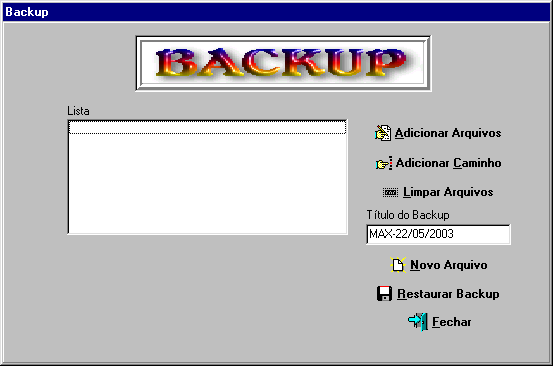 Backup
BACKUP
Lista
Adicionar Arquivos
Adicionar Caminho
Limpar Arquivos
Título do Backup
MAX-22/05/2003
Novo Arquivo
Restaurar Backup
Fechar